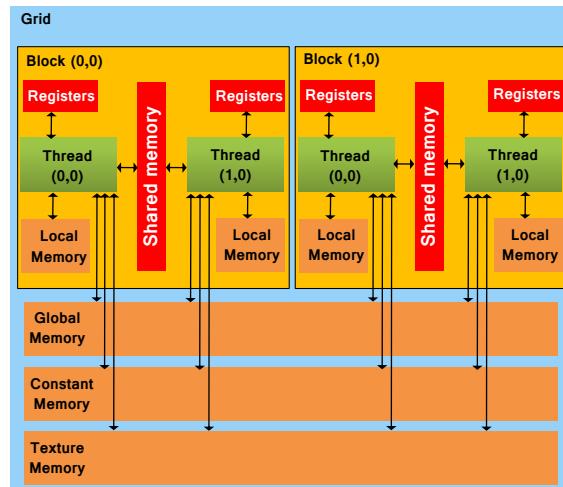 Grid
Block (0,0)
Registers
Registers
Thread
(0,0)
Shared memory
Thread
(1,0)
Local
Memory
Local
Memory
Block (1,0)
Registers
Registers
Thread
(0,0)
Shared memory
Thread
(1,0)
Local
Memory
Local
Memory
Global
Memory
Constant
Memory
Texture
Memory